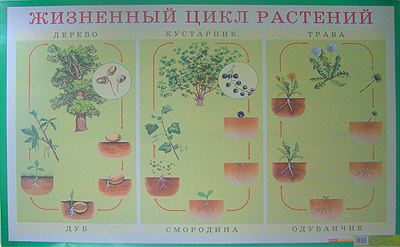 ЖИЗНЕННЫЙ ЦИКЛ РАСТЕНИЙ
ДЕРЕВО
КУСТАРНИК
ТРАВА
ДУБ
СМОРОДИНА
ОДУВАНЧИК